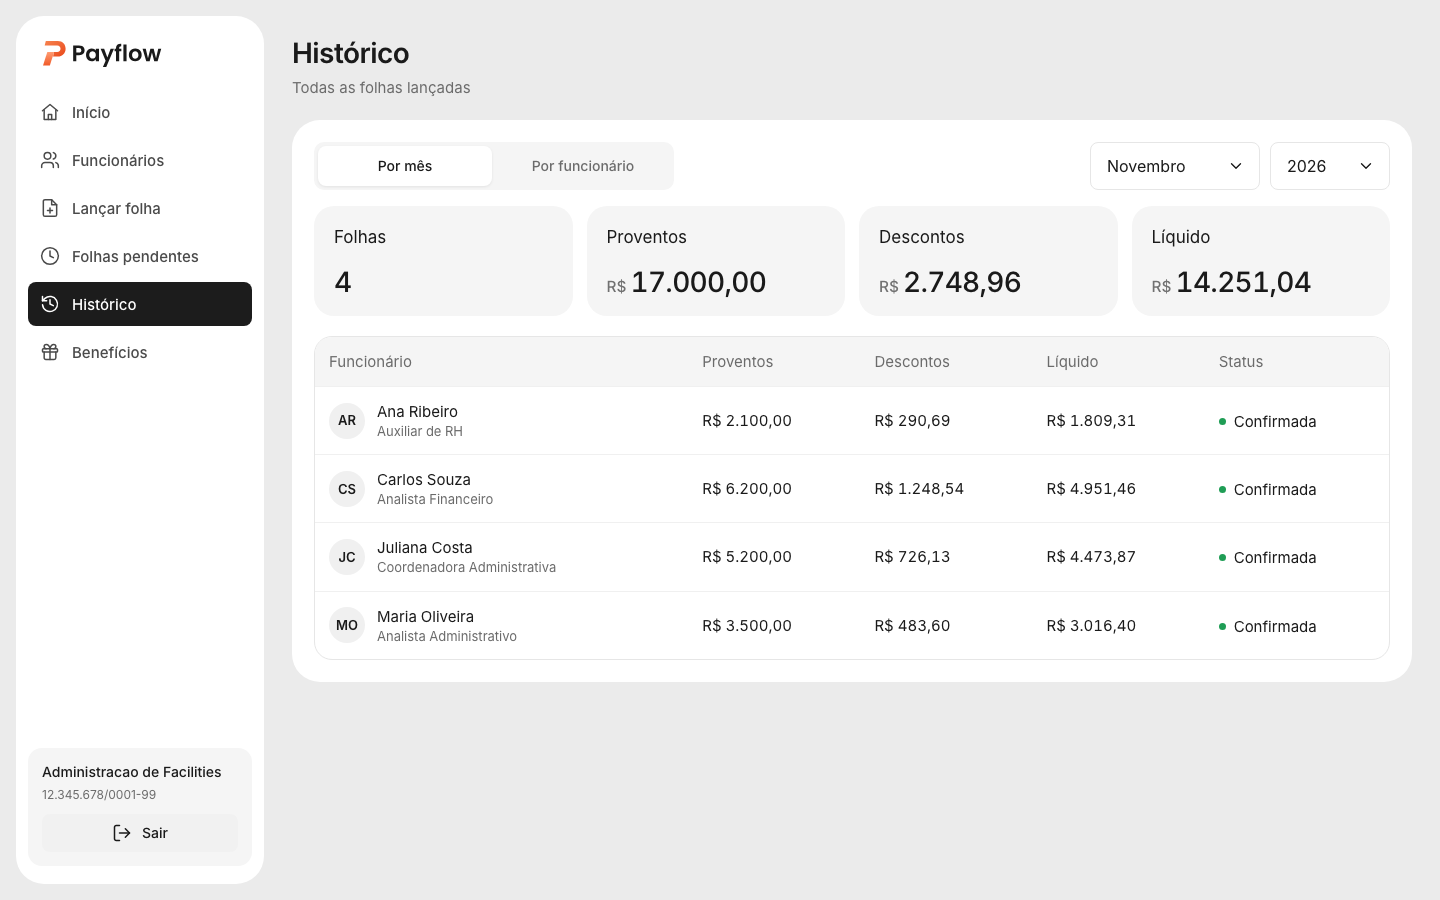 Payflow
Início
Funcionários
Lançar folha
Folhas pendentes
Histórico
Benefícios
Administracao de Facilities
12.345.678/0001-99
Sair
Histórico
Todas as folhas lançadas
Por mês Por funcionário Novembro 2026
Folhas Proventos Descontos Líquido
4 R$ 17.000,00 R$ 2.748,96 R$ 14.251,04
Funcionário Proventos Descontos Líquido Status
AR Ana Ribeiro R$ 2.100,00 R$ 290,69 R$ 1.809,31 Confirmada
Auxiliar de RH
CS Carlos Souza R$ 6.200,00 R$ 1.248,54 R$ 4.951,46 Confirmada
Analista Financeiro
JC Juliana Costa R$ 5.200,00 R$ 726,13 R$ 4.473,87 Confirmada
Coordenadora Administrativa
MO Maria Oliveira R$ 3.500,00 R$ 483,60 R$ 3.016,40 Confirmada
Analista Administrativo